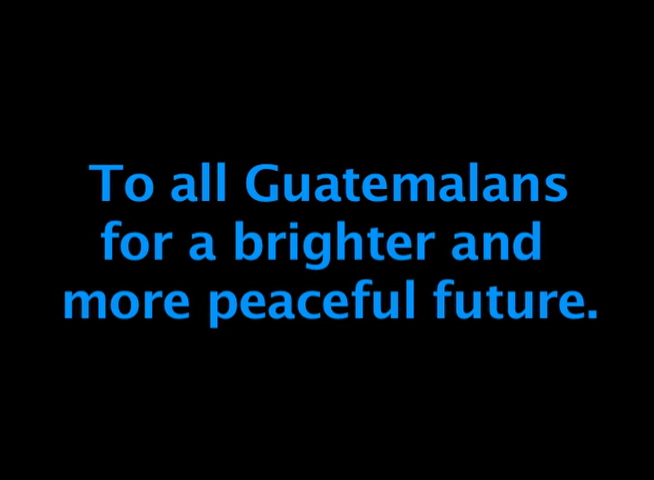 To all Guatemalans
for a brighter and
more peaceful future.